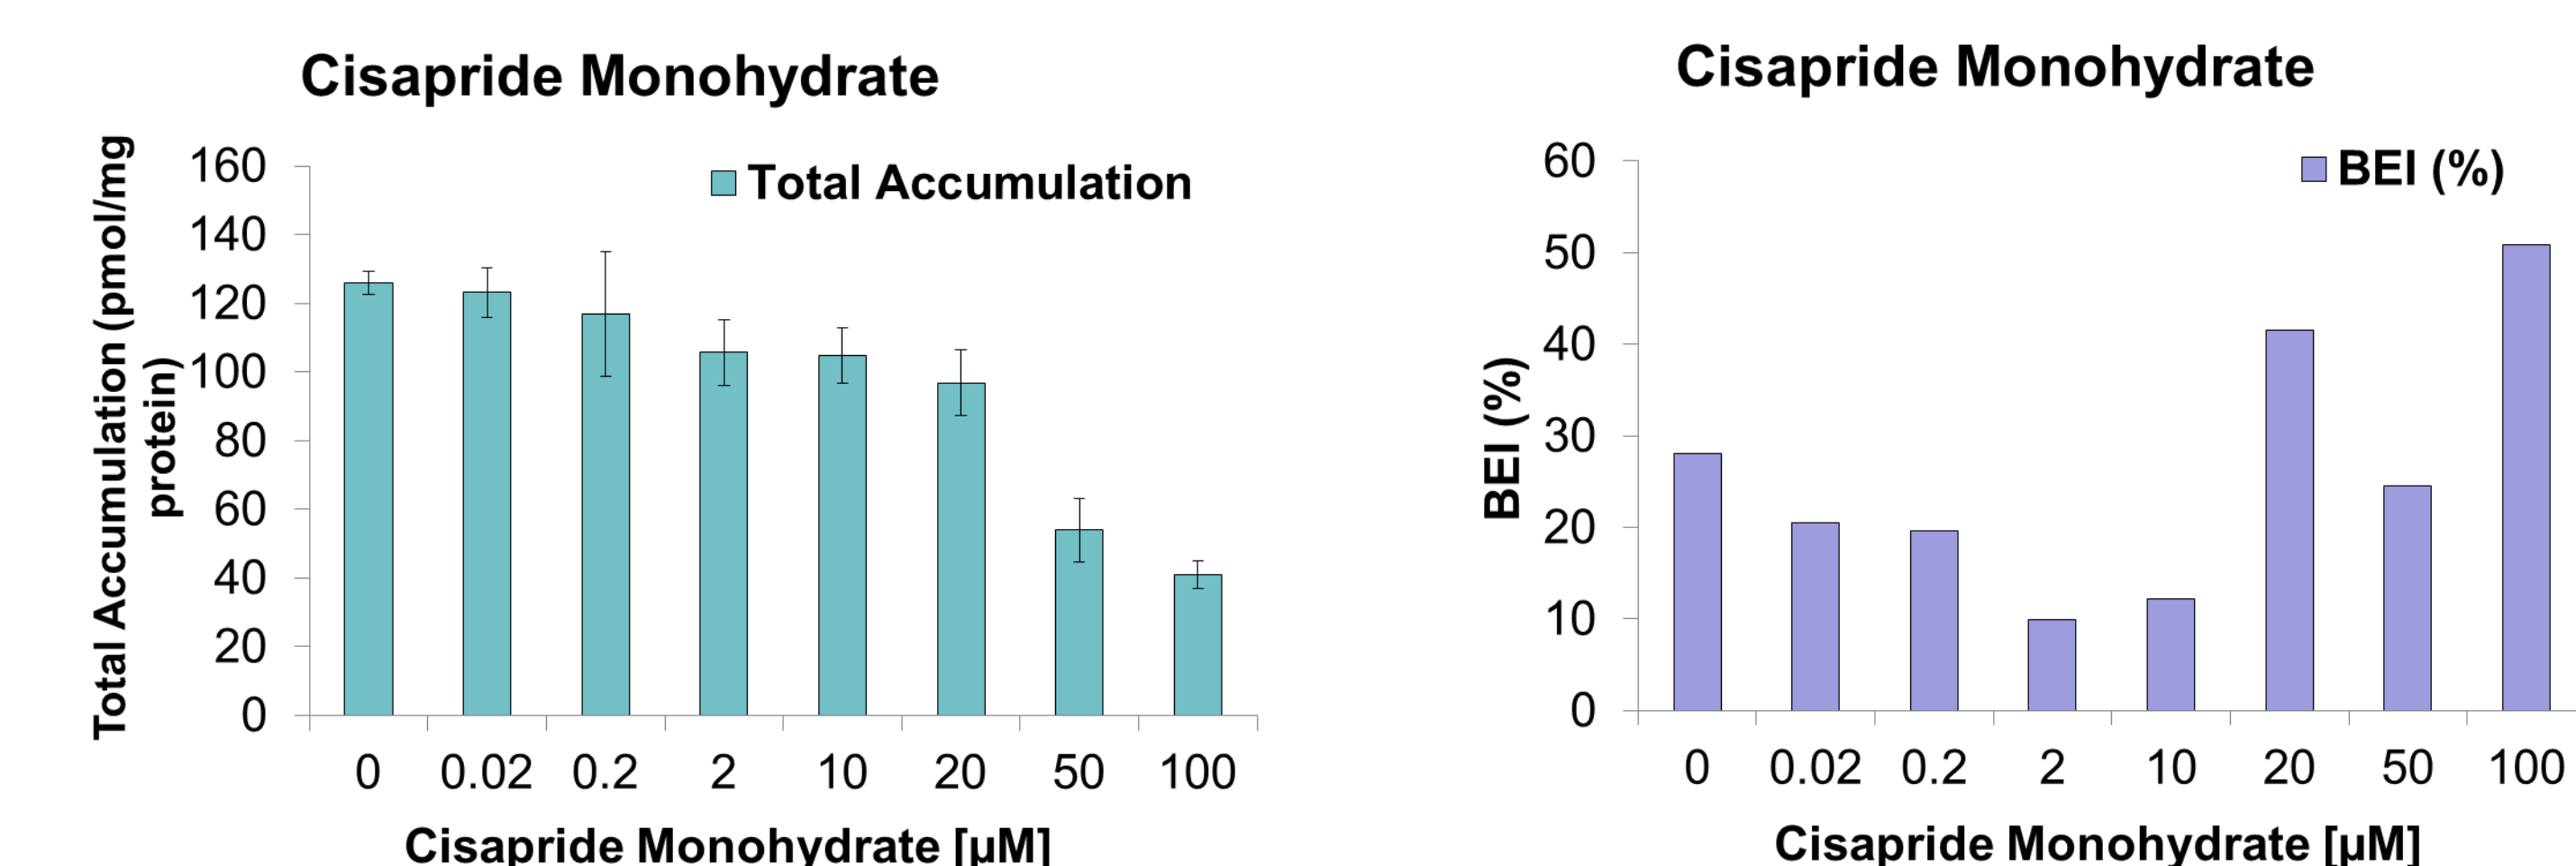 Cisapride Monohydrate
Total Accumulation (pmol/mg
protein)
160
140
120
100
80
60
40
20
0
Total Accumulation
0 0.02 0.2 2 10 20 50 100
Cisapride Monohydrate [µM]
Cisapride Monohydrate
BEI (%)
60
50
40
30
20
10
0
BEI (%)
0 0.02 0.2 2 10 20 50 100
Cisapride Monohydrate [µM]